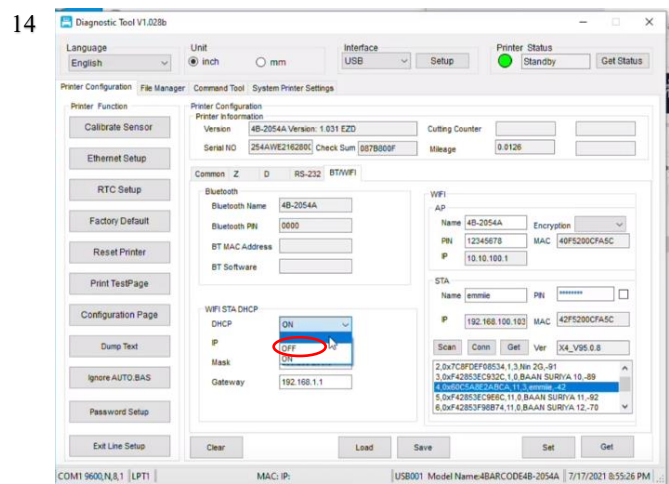 14
Diagnostic Tool V1.028b
Language
English
Unit
inch
mm
Interface
USB
Setup
Printer Status
Standby
Get Status
Printer Configuration File Manager Command Tool System Printer Settings
Printer Function
Calibrate Sensor
Ethernet Setup
RTC Setup
Factory Default
Reset Printer
Print TestPage
Configuration Page
Dump Text
Ignore AUTO.BAS
Password Setup
Exit Line Setup
Printer Configuration
Printer Infoormation
Version 4B-2054A Version: 1.031 EZD
Cutting Counter
Serial NO Check Sum 087B800F
Mileage 0.0126
Common Z D RS-232 BT/WIFI
Bluetooth
Bluetooth Name 4B-2054A
Bluetooth PIN 0000
BT MAC Address
BT Software
WIFI STA DHCP
DHCP ON
IP
OFF
ON
Mask
Gateway 192.168.1.1
WIFI
AP
Name 4B-2054A Encryption
PIN 12345678 MAC 40F5200CFA5C
IP 10.10.100.1
STA
Name emmie PIN ********
IP 192.168.100.103 MAC 42F5200CFA5C
Scan Conn Get Ver X4_V95.0.8
2,0x7C8FDEF08534,1,3,Nin 2G,-91
3,0xF42853EC932C,1,0,BAAN SURIYA 10,-89
4,0x60C5A8E2ABCA,11,3,emmie,-42
5,0xF42853EC9E6C,11,0,BAAN SURIYA 11,-92
6,0xF42853F98B74,11,0,BAAN SURIYA 12,-70
Clear Load Save Set Get
COM1 9600,N,8,1 LPT1 MAC: IP: USB001 Model Name:4BARCODE4B-2054A 7/17/2021 8:55:26 PM